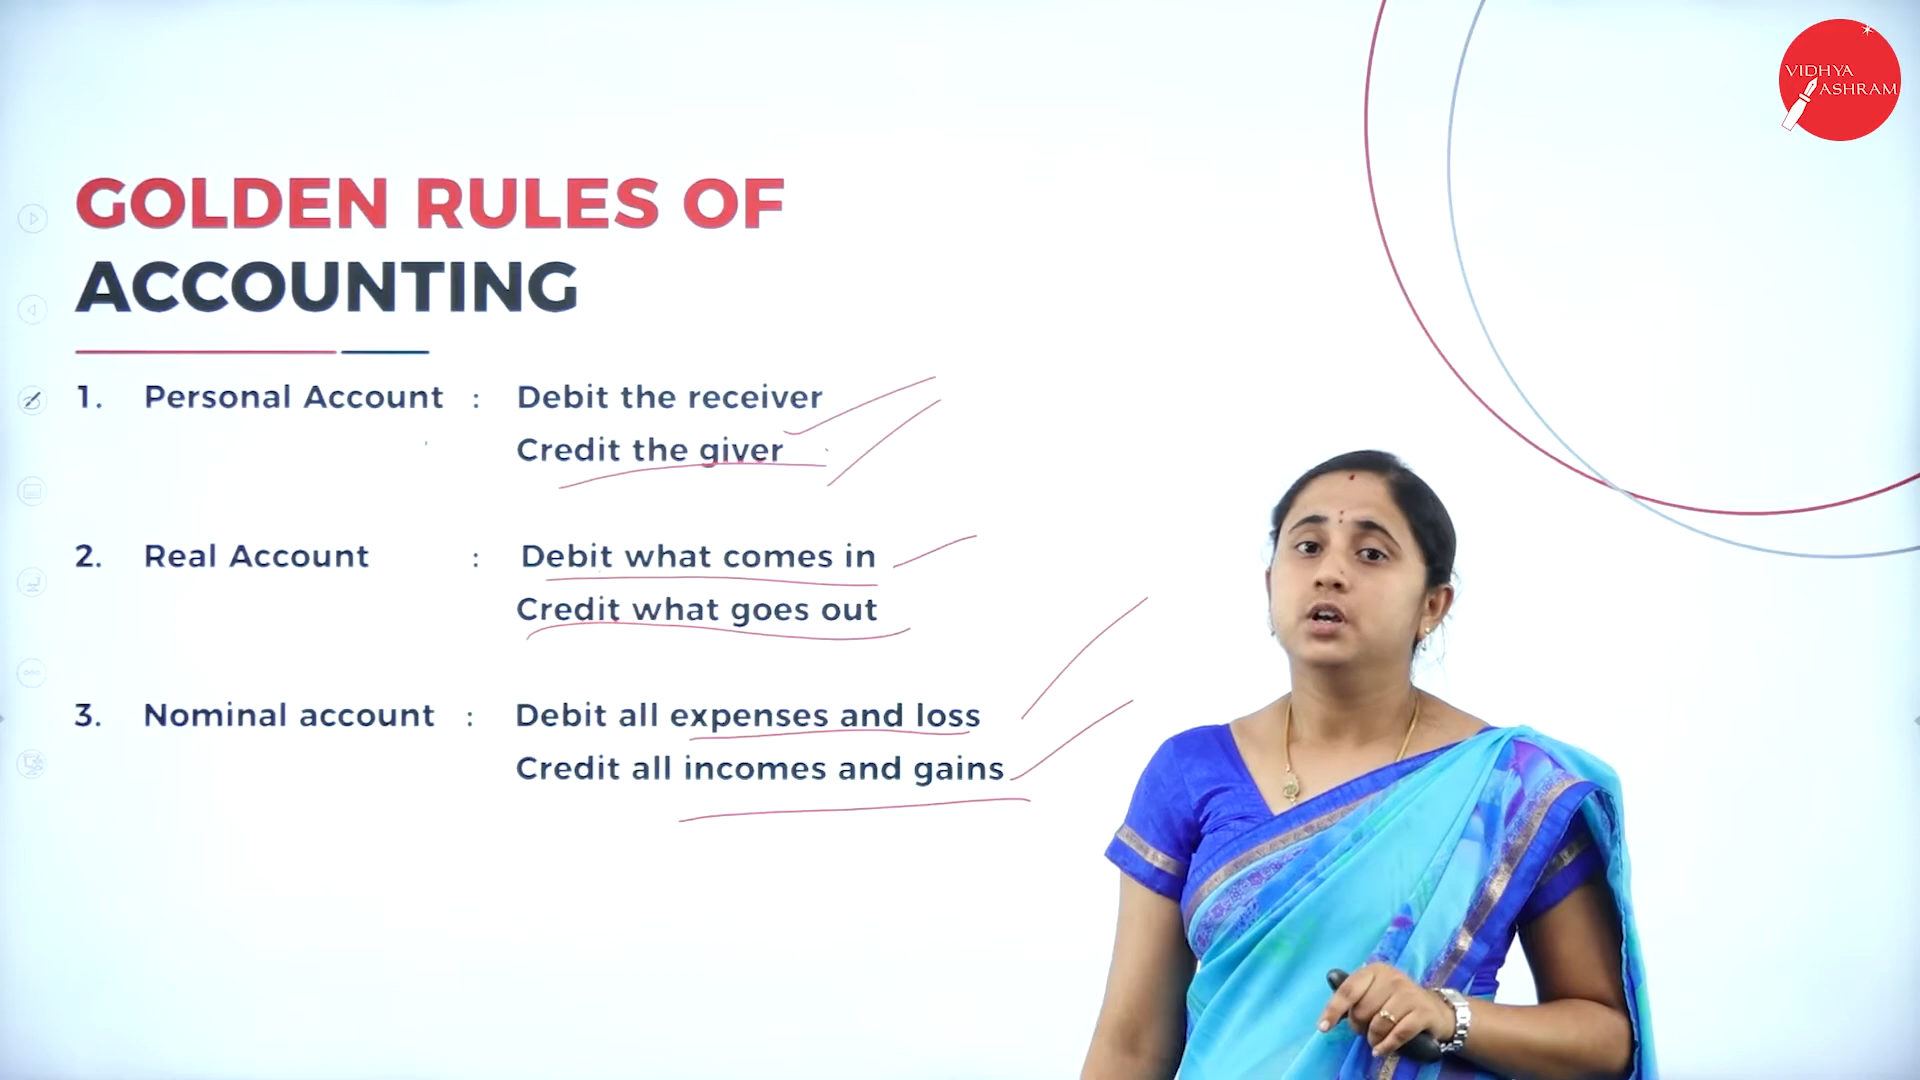 VIDHYA
ASHRAM
GOLDEN RULES OF
ACCOUNTING
1. Personal Account : Debit the receiver
Credit the giver
2. Real Account : Debit what comes in
Credit what goes out
3. Nominal account : Debit all expenses and loss
Credit all incomes and gains